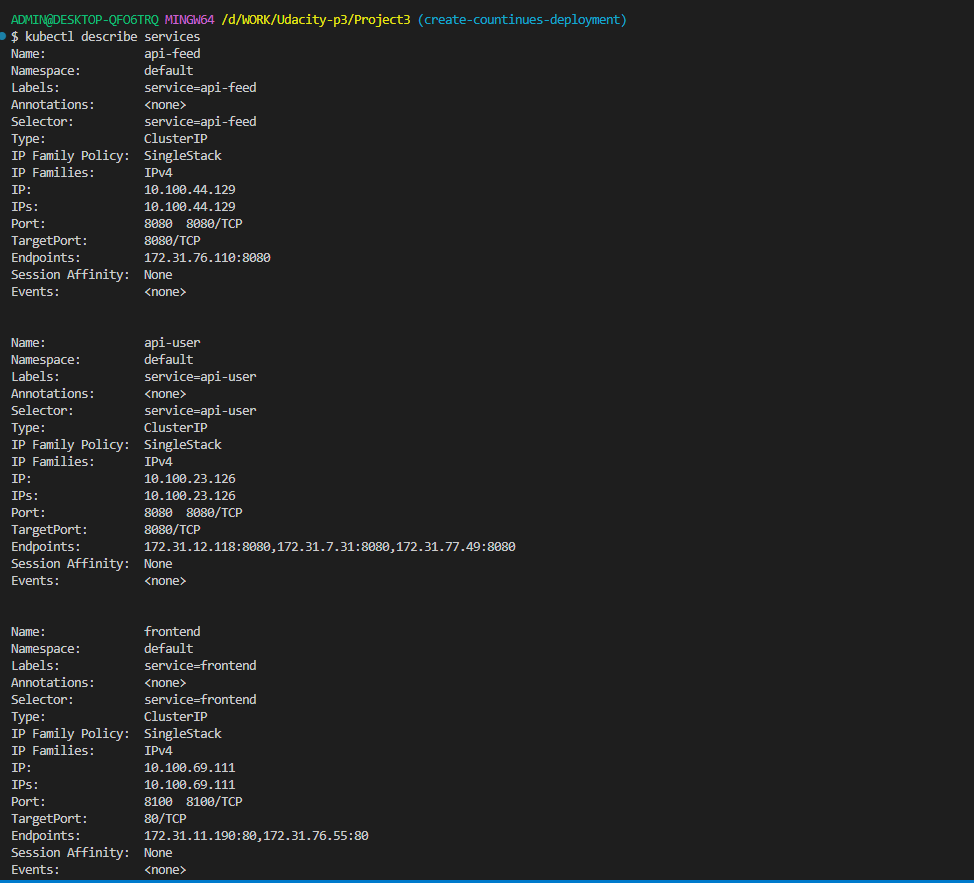 ADMIN@DESKTOP-QFO6TRQ MINGW64 /d/WORK/Udacity-p3/Project3 (create-countinues-deployment)
$ kubectl describe services
Name:              api-feed
Namespace:         default
Labels:            service=api-feed
Annotations:       <none>
Selector:          service=api-feed
Type:              ClusterIP
IP Family Policy:  SingleStack
IP Families:       IPv4
IP:                10.100.44.129
IPs:               10.100.44.129
Port:              8080  8080/TCP
TargetPort:        8080/TCP
Endpoints:         172.31.76.110:8080
Session Affinity:  None
Events:            <none>
Name:              api-user
Namespace:         default
Labels:            service=api-user
Annotations:       <none>
Selector:          service=api-user
Type:              ClusterIP
IP Family Policy:  SingleStack
IP Families:       IPv4
IP:                10.100.23.126
IPs:               10.100.23.126
Port:              8080  8080/TCP
TargetPort:        8080/TCP
Endpoints:         172.31.12.118:8080,172.31.7.31:8080,172.31.77.49:8080
Session Affinity:  None
Events:            <none>
Name:              frontend
Namespace:         default
Labels:            service=frontend
Annotations:       <none>
Selector:          service=frontend
Type:              ClusterIP
IP Family Policy:  SingleStack
IP Families:       IPv4
IP:                10.100.69.111
IPs:               10.100.69.111
Port:              8100  8100/TCP
TargetPort:        80/TCP
Endpoints:         172.31.11.190:80,172.31.76.55:80
Session Affinity:  None
Events:            <none>